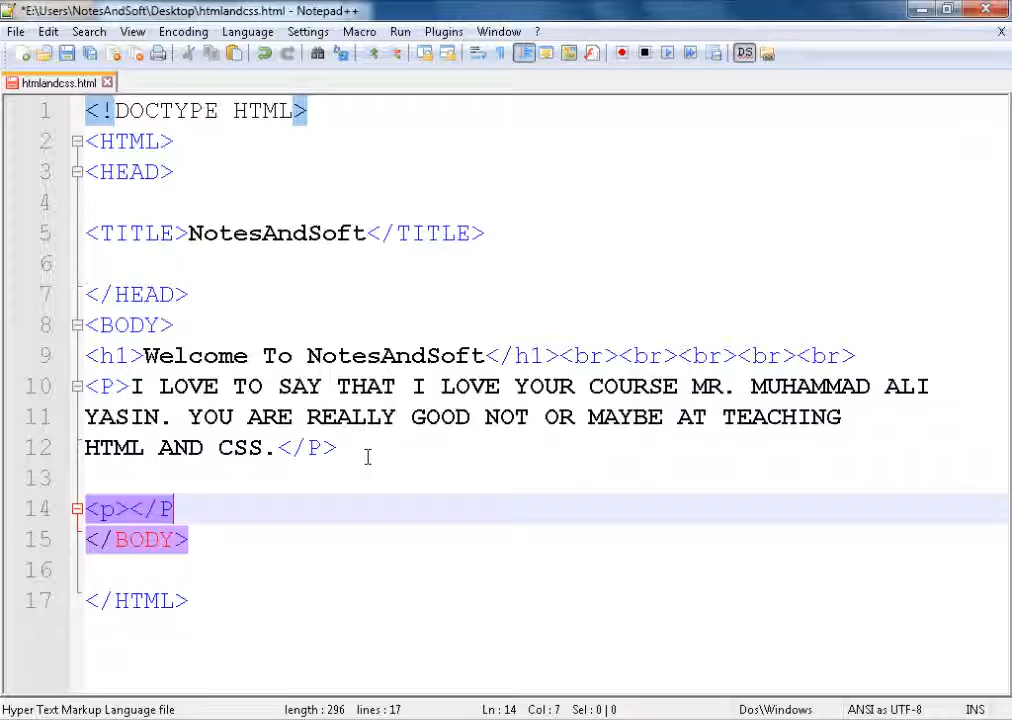 *E:\Users\NotesAndSoft\Desktop\htmlandcss.html - Notepad++
File Edit Search View Encoding Language Settings Macro Run Plugins Window ? X
DS
htmlandcss.html
1 <!DOCTYPE HTML>
2 <HTML>
3 <HEAD>
4
5 <TITLE>NotesAndSoft</TITLE>
6
7 </HEAD>
8 <BODY>
9 <h1>Welcome To NotesAndSoft</h1><br><br><br><br><br>
10 <P>I LOVE TO SAY THAT I LOVE YOUR COURSE MR. MUHAMMAD ALI
11 YASIN. YOU ARE REALLY GOOD NOT OR MAYBE AT TEACHING
12 HTML AND CSS.</P>
13
14 <p></P
15 </BODY>
16
17 </HTML>
Hyper Text Markup Language file length : 296 lines : 17 Ln : 14 Col : 7 Sel : 0 | 0 Dos\Windows ANSI as UTF-8 INS